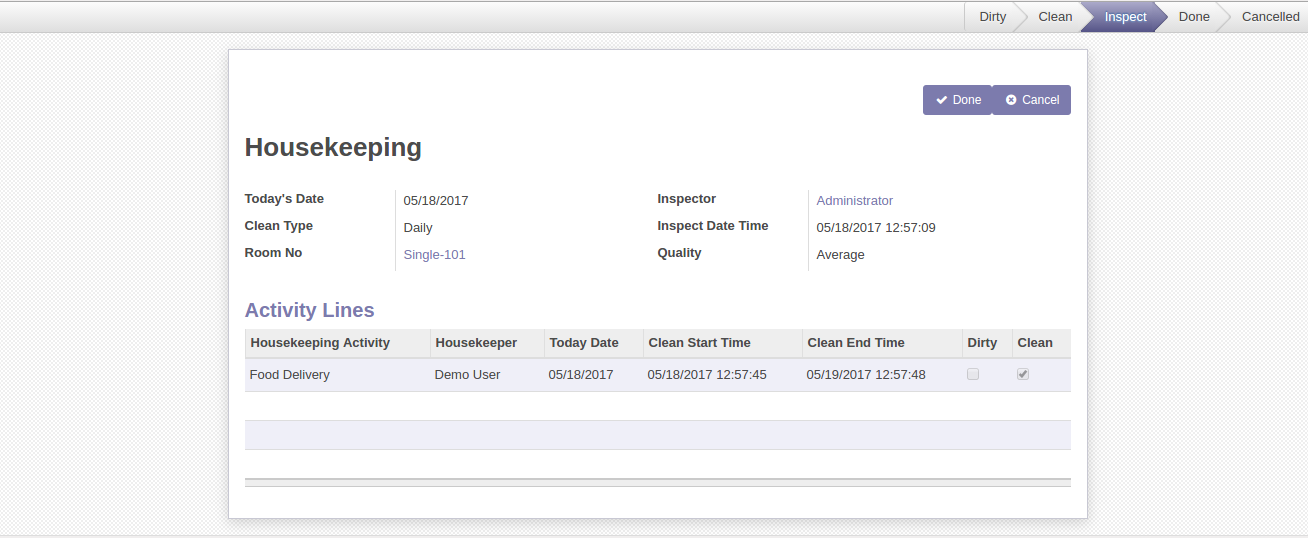 Dirty Clean Inspect Done Cancelled
Done Cancel
Housekeeping
Today's Date 05/18/2017 Inspector Administrator
Clean Type Daily Inspect Date Time 05/18/2017 12:57:09
Room No Single-101 Quality Average
Activity Lines
Housekeeping Activity Housekeeper Today Date Clean Start Time Clean End Time Dirty Clean
Food Delivery Demo User 05/18/2017 05/18/2017 12:57:45 05/19/2017 12:57:48